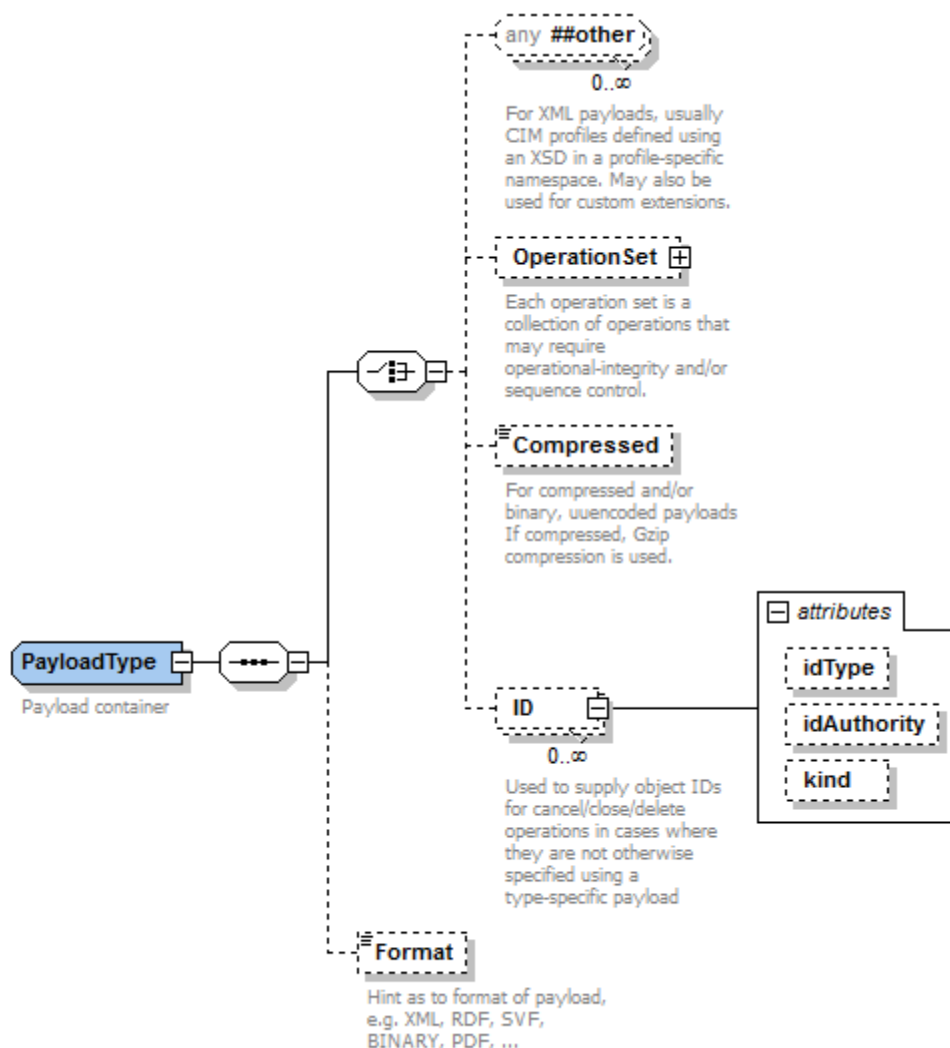 any ##other
0..∞
For XML payloads, usually
CIM profiles defined using
an XSD in a profile-specific
namespace. May also be
used for custom extensions.
OperationSet
Each operation set is a
collection of operations that
may require
operational-integrity and/or
sequence control.
Compressed
For compressed and/or
binary, uuencoded payloads
If compressed, Gzip
compression is used.
PayloadType
Payload container
ID
0..∞
Used to supply object IDs
for cancel/close/delete
operations in cases where
they are not otherwise
specified using a
type-specific payload
attributes
idType
idAuthority
kind
Format
Hint as to format of payload,
e.g. XML, RDF, SVF,
BINARY, PDF, ...